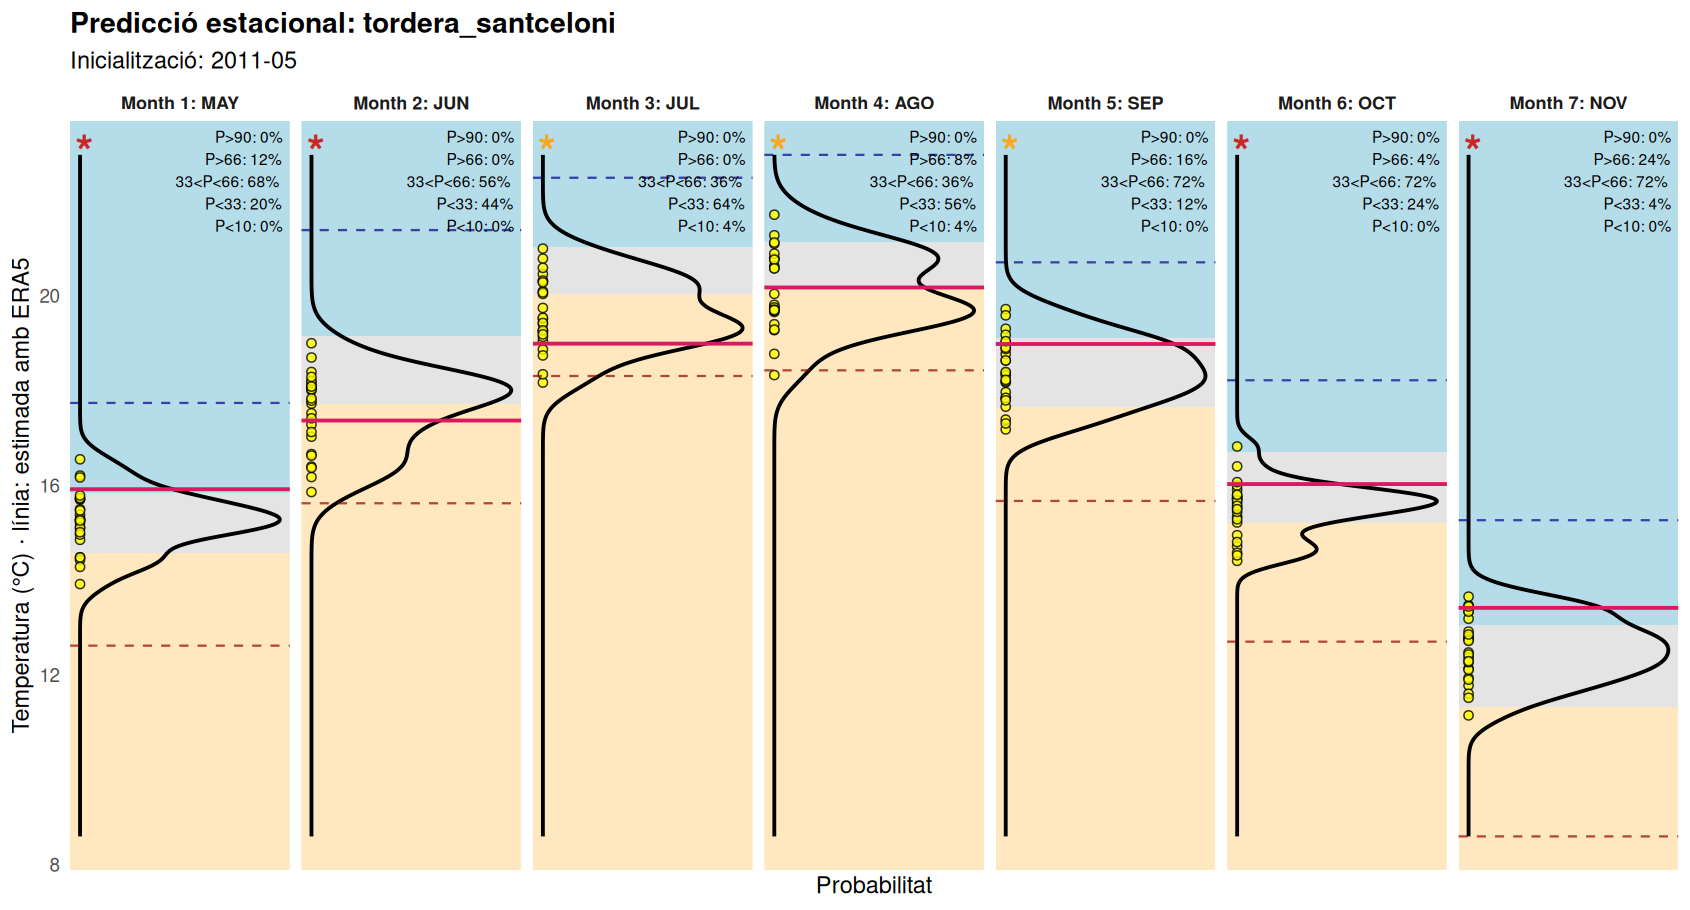 Predicció estacional: tordera_santceloni
Inicialització: 2011-05
Month 1: MAY
Month 2: JUN
Month 3: JUL
Month 4: AGO
Month 5: SEP
Month 6: OCT
Month 7: NOV
*
P>90: 0%
P>66: 12%
33<P<66: 68%
P<33: 20%
P<10: 0%
*
P>90: 0%
P>66: 0%
33<P<66: 56%
P<33: 44%
P<10: 0%
*
P>90: 0%
P>66: 0%
33<P<66: 36%
P<33: 64%
P<10: 4%
*
P>90: 0%
P>66: 8%
33<P<66: 36%
P<33: 56%
P<10: 4%
*
P>90: 0%
P>66: 16%
33<P<66: 72%
P<33: 12%
P<10: 0%
*
P>90: 0%
P>66: 4%
33<P<66: 72%
P<33: 24%
P<10: 0%
*
P>90: 0%
P>66: 24%
33<P<66: 72%
P<33: 4%
P<10: 0%
Temperatura (°C) · línia: estimada amb ERA5
20
16
12
8
Probabilitat